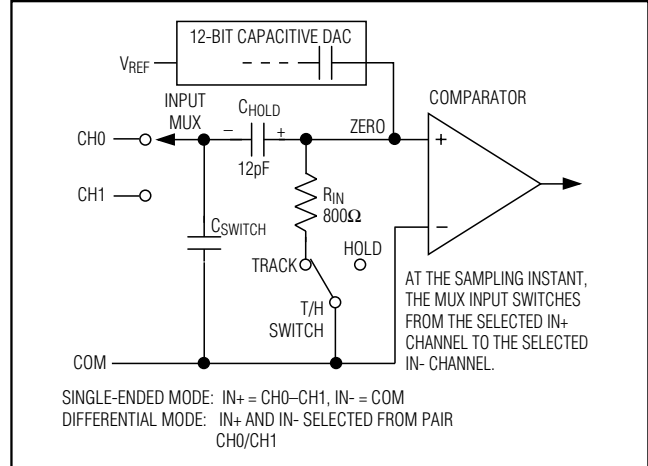 12-BIT CAPACITIVE DAC
VREF
COMPARATOR
INPUT
MUX
CHOLD
ZERO
CH0
– +
+
12pF
CH1
RIN
800Ω
CSWITCH
–
HOLD
TRACK
T/H
SWITCH
AT THE SAMPLING INSTANT,
THE MUX INPUT SWITCHES
FROM THE SELECTED IN+
CHANNEL TO THE SELECTED
IN- CHANNEL.
COM
SINGLE-ENDED MODE: IN+ = CH0–CH1, IN- = COM
DIFFERENTIAL MODE: IN+ AND IN- SELECTED FROM PAIR
CH0/CH1